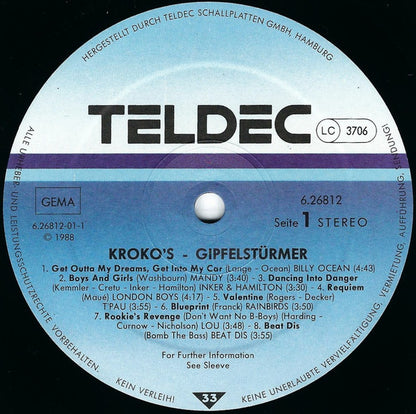 HERGESTELLT DURCH TELDEC SCHALLPLATTEN GMBH, HAMBURG
TELDEC
LC 3706
GEMA
6.26812-01-1
℗ 1988
6.26812
Seite 1 STEREO
KROKO'S - GIPFELSTÜRMER
1. Get Outta My Dreams, Get Into My Car (Lange - Ocean) BILLY OCEAN (4:43)
2. Boys And Girls (Washbourn) MANDY (3:40) - 3. Dancing Into Danger
(Kemmler - Cretu - Inker - Hamilton) INKER & HAMILTON (3:30) - 4. Requiem
(Maué) LONDON BOYS (4:17) - 5. Valentine (Rogers - Decker)
T'PAU (3:55) - 6. Blueprint (Franck) RAINBIRDS (3:50)
7. Rookie's Revenge (Don't Want No B-Boys) (Harding -
Curnow - Nicholson) LOU (3:48) - 8. Beat Dis
(Bomb The Bass) BEAT DIS (3:55)
For Further Information
See Sleeve
33
ALLE URHEBER- UND LEISTUNGSSCHUTZRECHTE VORBEHALTEN.
KEIN VERLEIH!
KEINE UNERLAUBTE VERVIELFÄLTIGUNG, VERMIETUNG, AUFFÜHRUNG, SENDUNG!